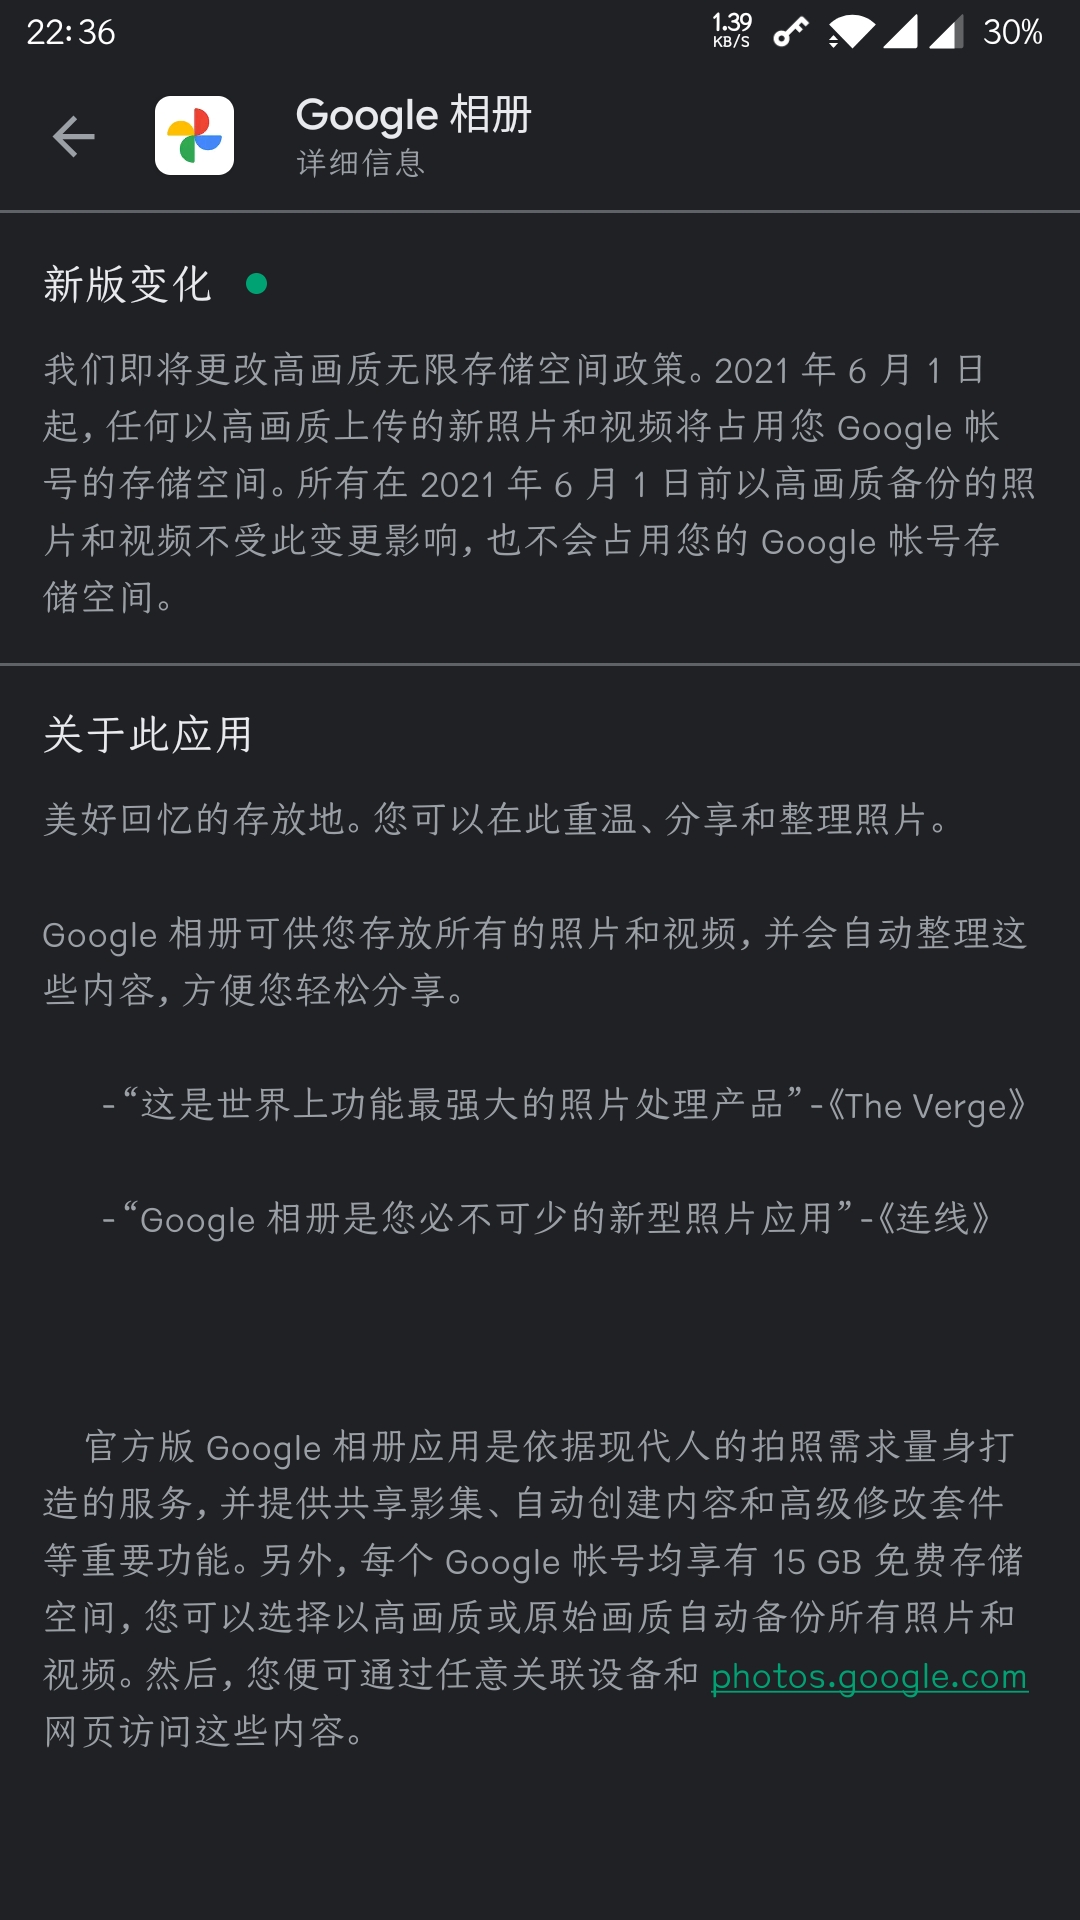 22:36
1.39
KB/S
30%
Google 相册
详细信息
新版变化
我们即将更改高画质无限存储空间政策。2021 年 6 月 1 日
起，任何以高画质上传的新照片和视频将占用您 Google 帐
号的存储空间。所有在 2021 年 6 月 1 日前以高画质备份的照
片和视频不受此变更影响，也不会占用您的 Google 帐号存
储空间。
关于此应用
美好回忆的存放地。您可以在此重温、分享和整理照片。
Google 相册可供您存放所有的照片和视频，并会自动整理这
些内容，方便您轻松分享。
-“这是世界上功能最强大的照片处理产品”-《The Verge》
-“Google 相册是您必不可少的新型照片应用”-《连线》
官方版 Google 相册应用是依据现代人的拍照需求量身打
造的服务，并提供共享影集、自动创建内容和高级修改套件
等重要功能。另外，每个 Google 帐号均享有 15 GB 免费存储
空间，您可以选择以高画质或原始画质自动备份所有照片和
视频。然后，您便可通过任意关联设备和 photos.google.com
网页访问这些内容。